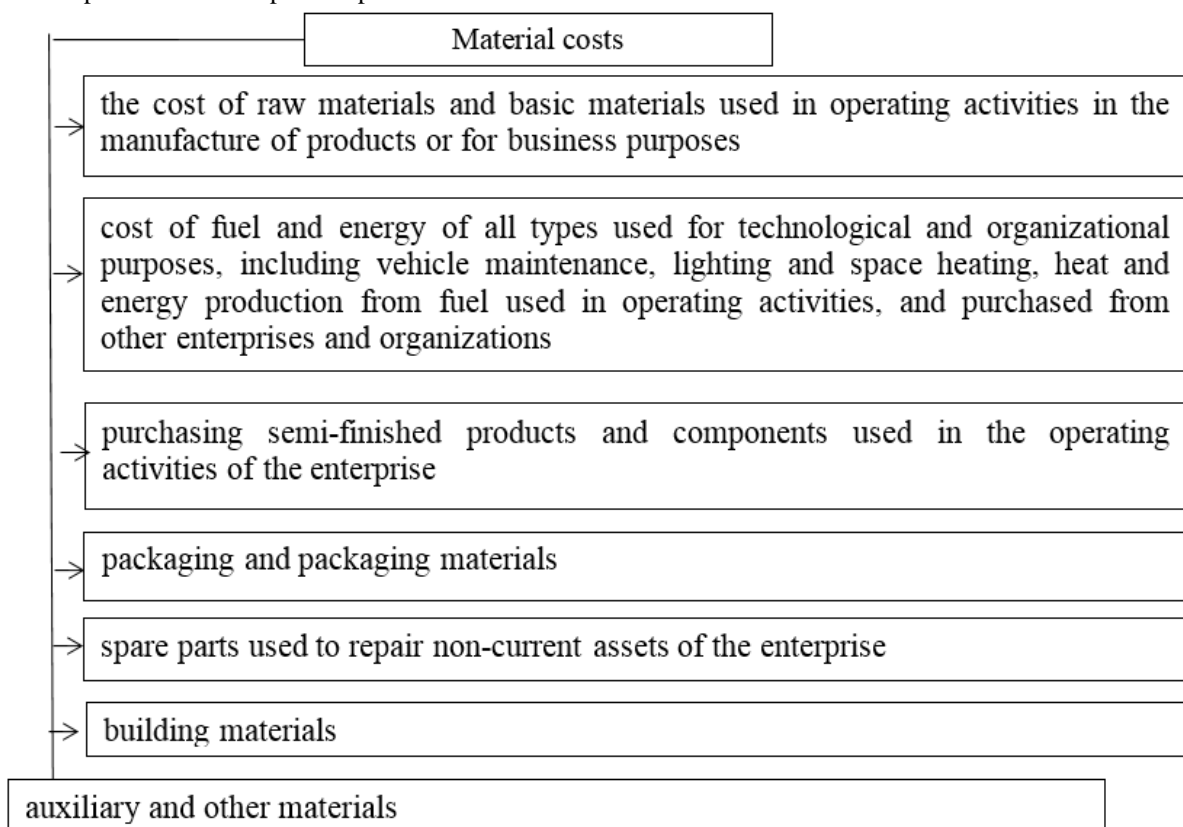 Material costs
the cost of raw materials and basic materials used in operating activities in the
manufacture of products or for business purposes
cost of fuel and energy of all types used for technological and organizational
purposes, including vehicle maintenance, lighting and space heating, heat and
energy production from fuel used in operating activities, and purchased from
other enterprises and organizations
purchasing semi-finished products and components used in the operating
activities of the enterprise
packaging and packaging materials
spare parts used to repair non-current assets of the enterprise
building materials
auxiliary and other materials